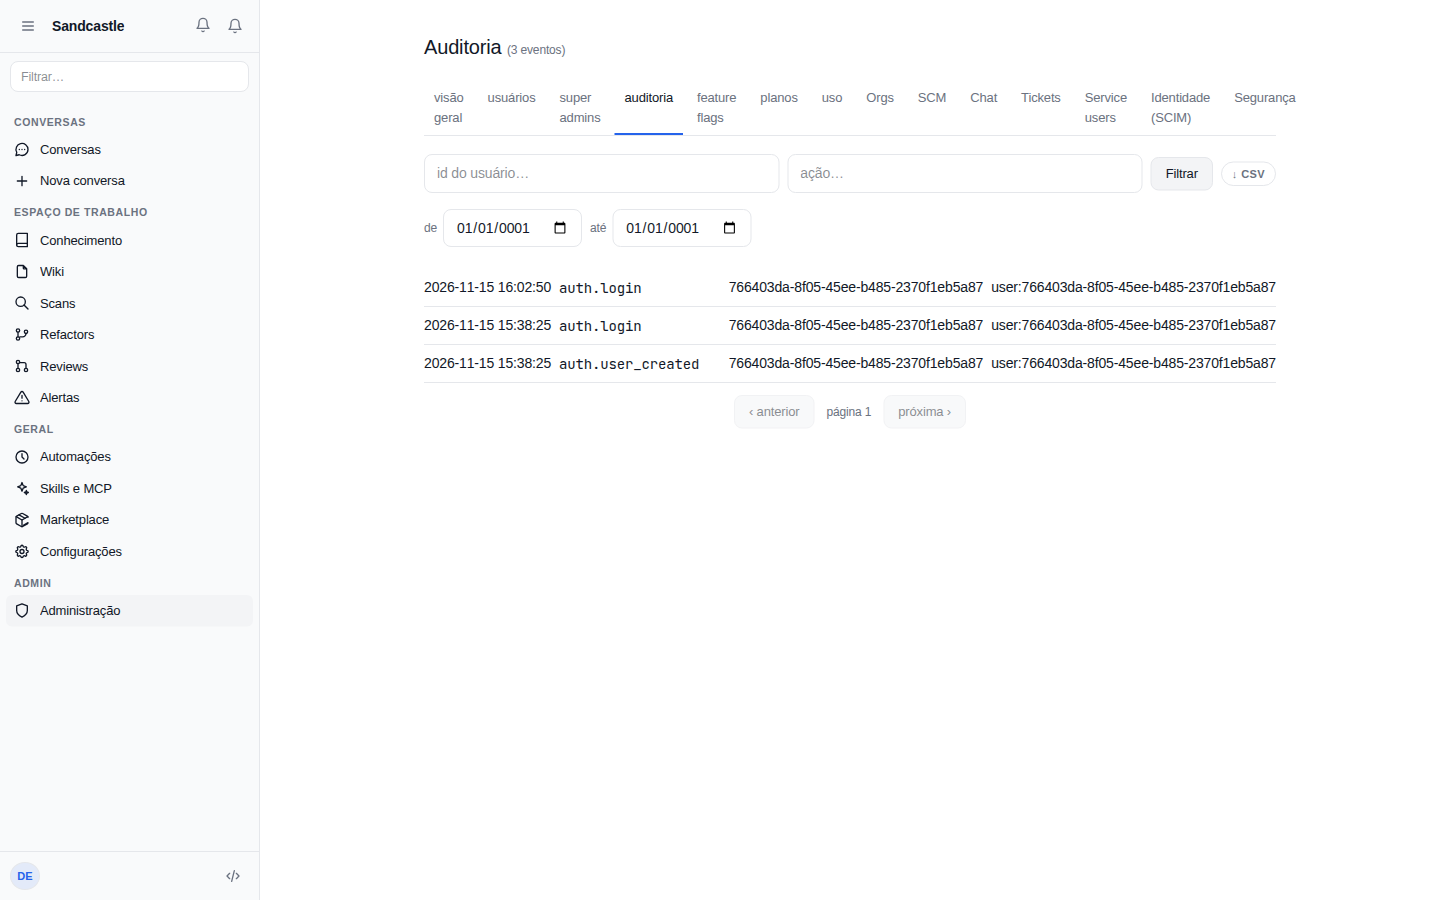 Sandcastle
Filtrar…
CONVERSAS
Conversas
Nova conversa
ESPAÇO DE TRABALHO
Conhecimento
Wiki
Scans
Refactors
Reviews
Alertas
GERAL
Automações
Skills e MCP
Marketplace
Configurações
ADMIN
Administração
DE
Auditoria (3 eventos)
visão geral
usuários
super admins
auditoria
feature flags
planos
uso
Orgs
SCM
Chat
Tickets
Service users
Identidade (SCIM)
Segurança
id do usuário… ação… Filtrar ↓ CSV
de 01/01/0001 até 01/01/0001
2026-11-15 16:02:50 auth.login 766403da-8f05-45ee-b485-2370f1eb5a87 user:766403da-8f05-45ee-b485-2370f1eb5a87
2026-11-15 15:38:25 auth.login 766403da-8f05-45ee-b485-2370f1eb5a87 user:766403da-8f05-45ee-b485-2370f1eb5a87
2026-11-15 15:38:25 auth.user_created 766403da-8f05-45ee-b485-2370f1eb5a87 user:766403da-8f05-45ee-b485-2370f1eb5a87
‹ anterior página 1 próxima ›